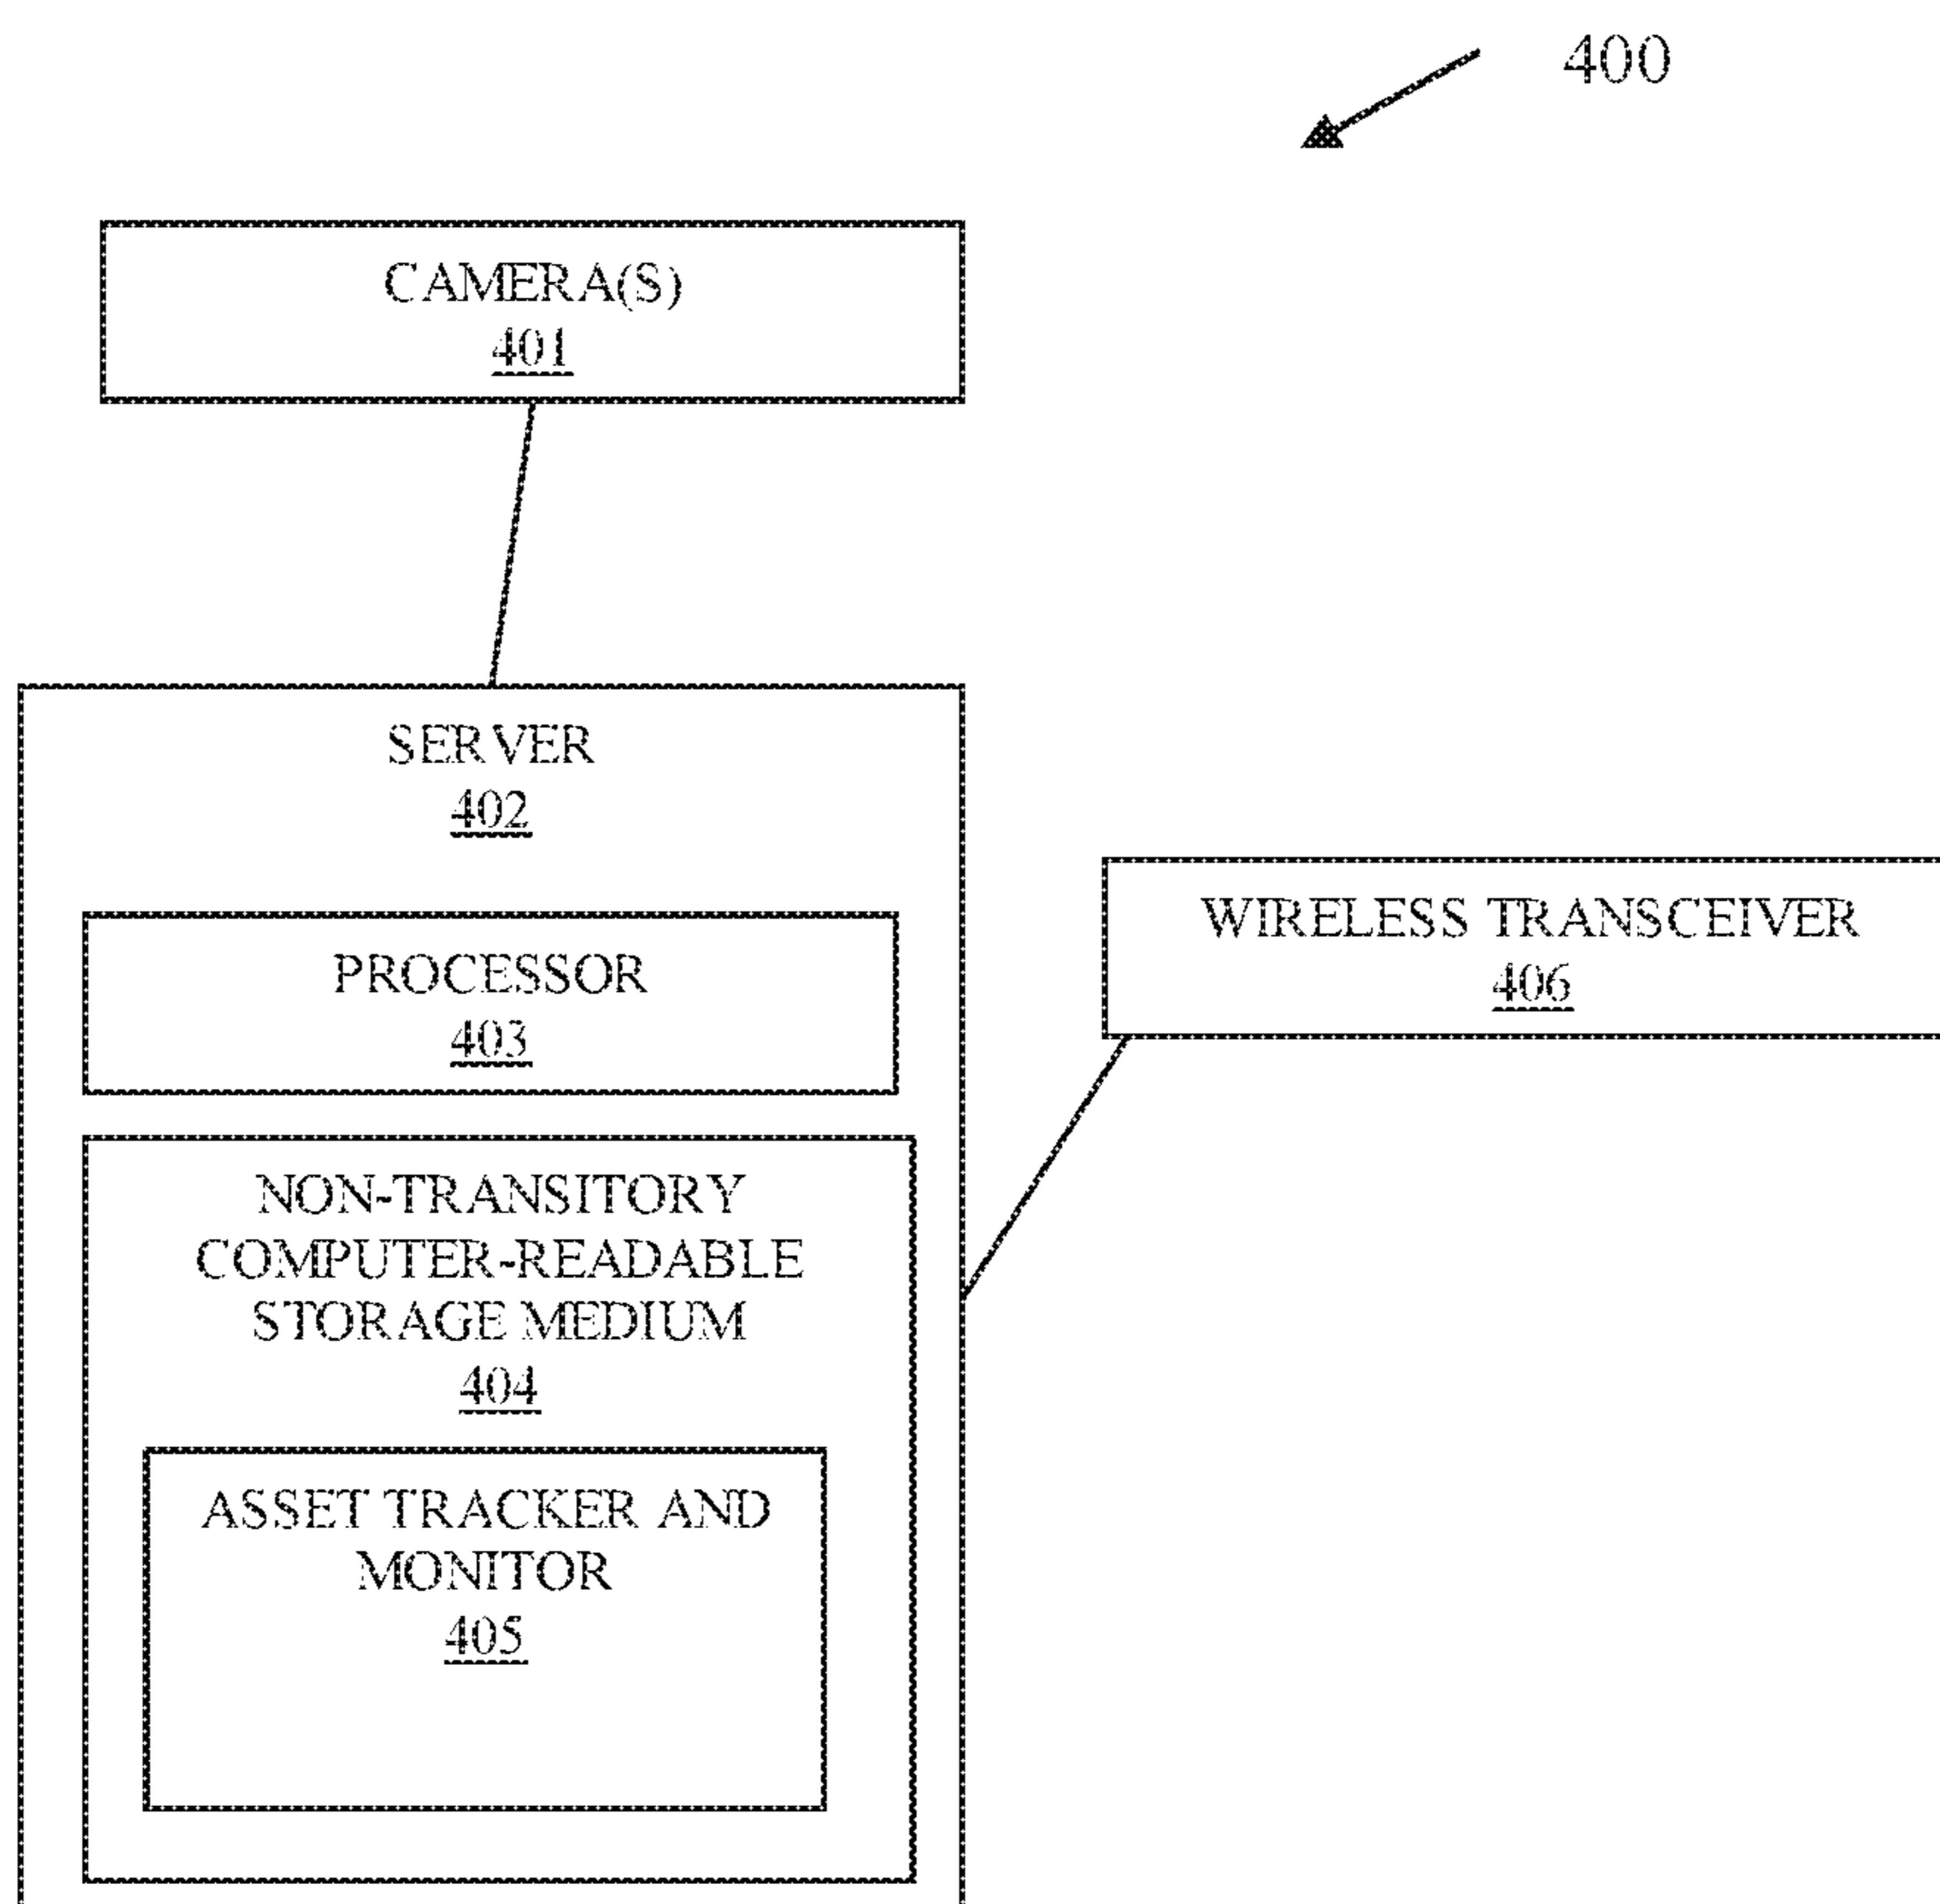 400
CAMERA(S)
401
SERVER
402
PROCESSOR
403
WIRELESS TRANSCEIVER
406
NON-TRANSITORY
COMPUTER-READABLE
STORAGE MEDIUM
404
ASSET TRACKER AND
MONITOR
405